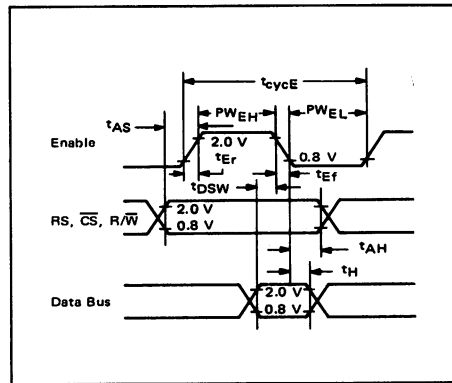 tcycE
tAS
PWEH
PWEL
Enable
2.0 V
0.8 V
tEr
tEf
tDSW
RS, C̅S̅, R/W̅
2.0 V
0.8 V
tAH
tH
Data Bus
2.0 V
0.8 V